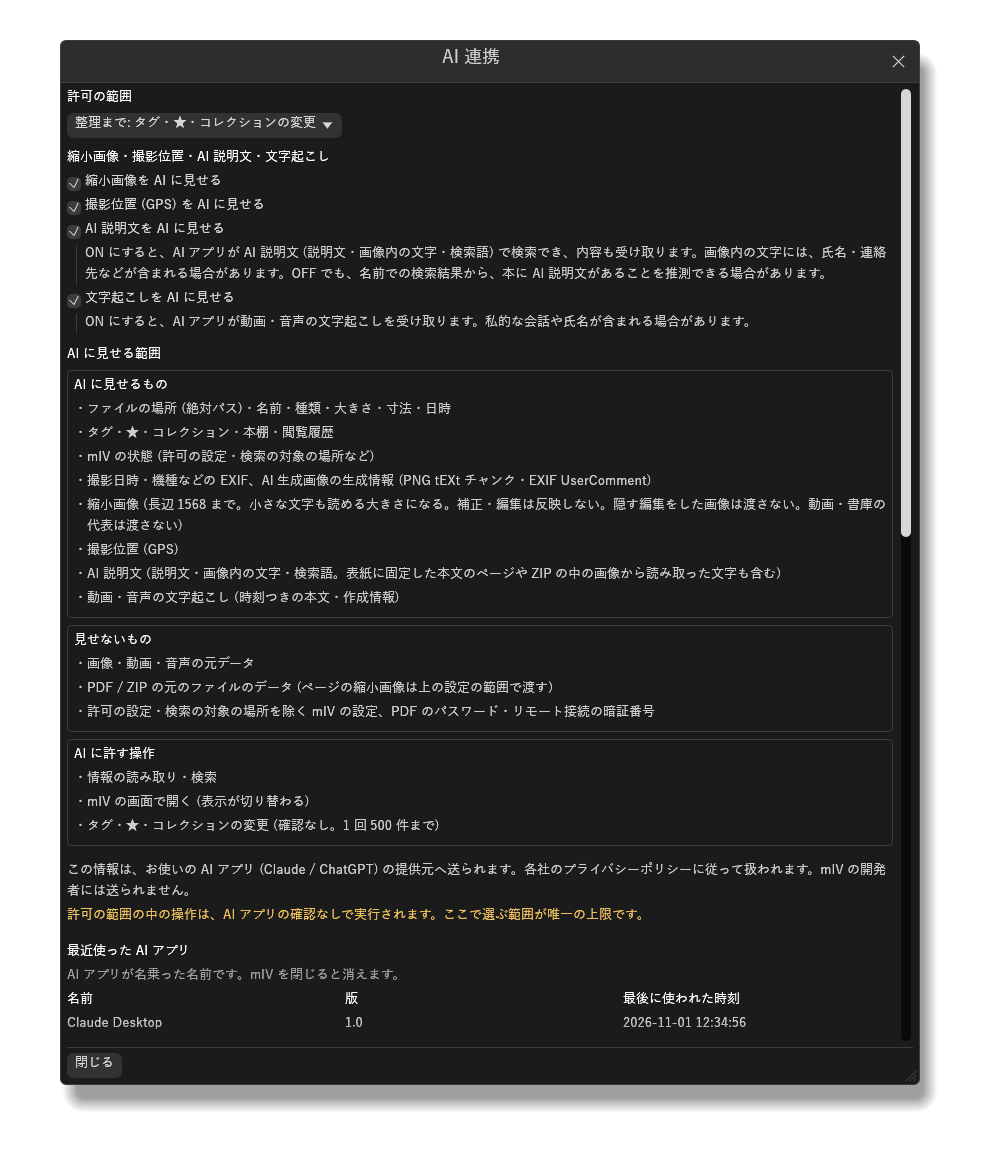 AI 連携
許可の範囲
整理まで: タグ・★・コレクションの変更
縮小画像・撮影位置・AI 説明文・文字起こし
縮小画像を AI に見せる
撮影位置 (GPS) を AI に見せる
AI 説明文を AI に見せる
ON にすると、AI アプリが AI 説明文 (説明文・画像内の文字・検索語) で検索でき、内容も受け取ります。画像内の文字には、氏名・連絡
先などが含まれる場合があります。OFF でも、名前での検索結果から、本に AI 説明文があることを推測できる場合があります。
文字起こしを AI に見せる
ON にすると、AI アプリが動画・音声の文字起こしを受け取ります。私的な会話や氏名が含まれる場合があります。
AI に見せる範囲
AI に見せるもの
・ファイルの場所 (絶対パス)・名前・種類・大きさ・寸法・日時
・タグ・★・コレクション・本棚・閲覧履歴
・mIV の状態 (許可の設定・検索の対象の場所など)
・撮影日時・機種などの EXIF、AI 生成画像の生成情報 (PNG tEXt チャンク・EXIF UserComment)
・縮小画像 (長辺 1568 まで。小さな文字も読める大きさになる。補正・編集は反映しない。隠す編集をした画像は渡さない。動画・書庫の
代表は渡さない)
・撮影位置 (GPS)
・AI 説明文 (説明文・画像内の文字・検索語。表紙に固定した本文のページや ZIP の中の画像から読み取った文字も含む)
・動画・音声の文字起こし (時刻つきの本文・作成情報)
見せないもの
・画像・動画・音声の元データ
・PDF / ZIP の元のファイルのデータ (ページの縮小画像は上の設定の範囲で渡す)
・許可の設定・検索の対象の場所を除く mIV の設定、PDF のパスワード・リモート接続の暗証番号
AI に許す操作
・情報の読み取り・検索
・mIV の画面で開く (表示が切り替わる)
・タグ・★・コレクションの変更 (確認なし。1 回 500 件まで)
この情報は、お使いの AI アプリ (Claude / ChatGPT) の提供元へ送られます。各社のプライバシーポリシーに従って扱われます。mIV の開発
者には送られません。
許可の範囲の中の操作は、AI アプリの確認なしで実行されます。ここで選ぶ範囲が唯一の上限です。
最近使った AI アプリ
AI アプリが名乗った名前です。mIV を閉じると消えます。
名前 版 最後に使われた時刻
Claude Desktop 1.0 2026-11-01 12:34:56
閉じる